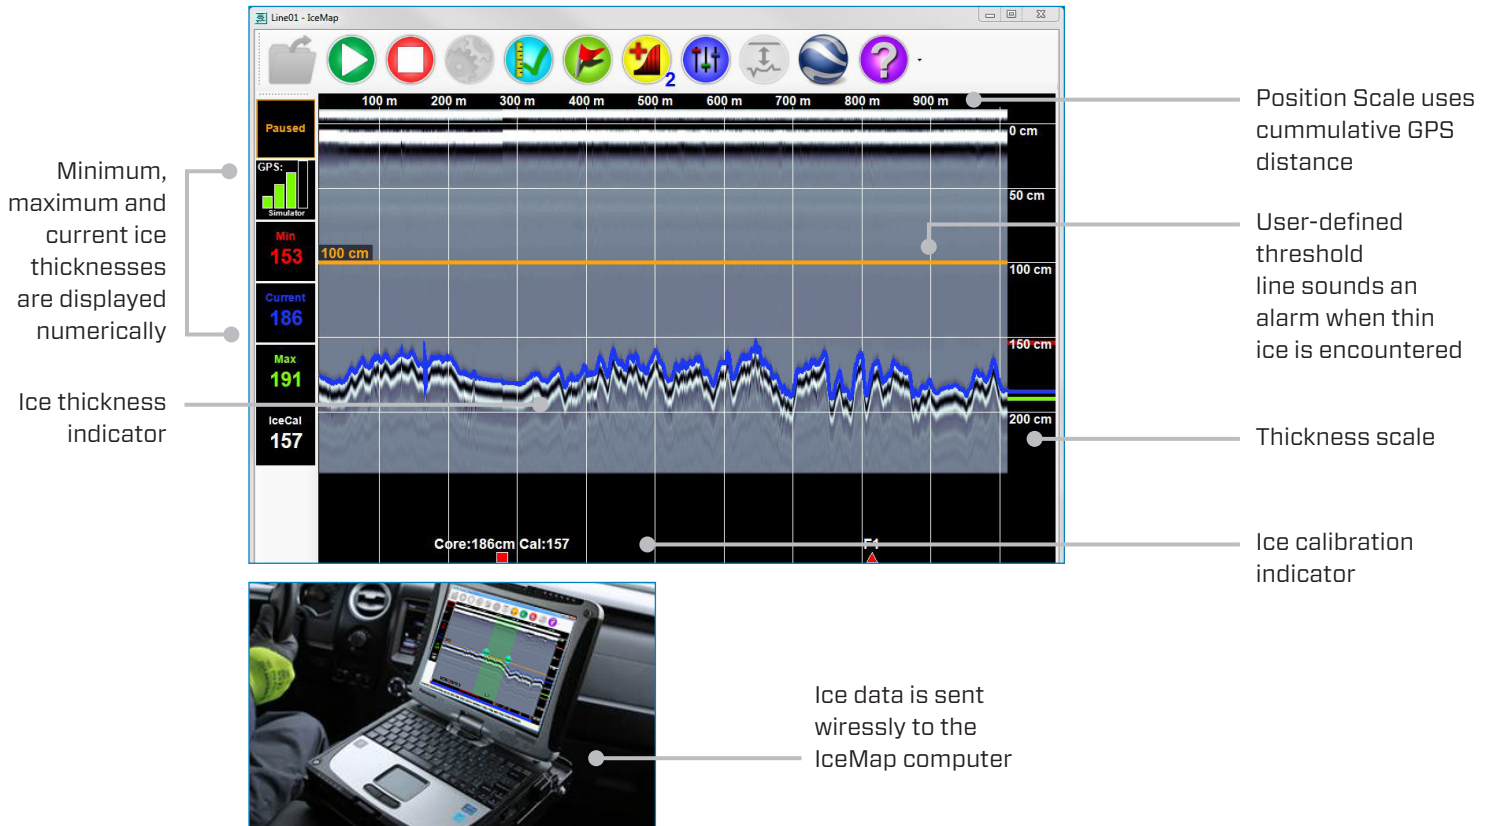 Line01 - IceMap
2
100 m 200 m 300 m 400 m 500 m 600 m 700 m 800 m 900 m
Paused
GPS:
Simulator
Min
153
Current
186
Max
191
IceCal
157
100 cm
0 cm
50 cm
100 cm
150 cm
200 cm
Core:186cm Cal:157
F1
Minimum,
maximum and
current ice
thicknesses
are displayed
numerically
Ice thickness
indicator
Position Scale uses
cummulative GPS
distance
User-defined
threshold
line sounds an
alarm when thin
ice is encountered
Thickness scale
Ice calibration
indicator
Ice data is sent
wiressly to the
IceMap computer